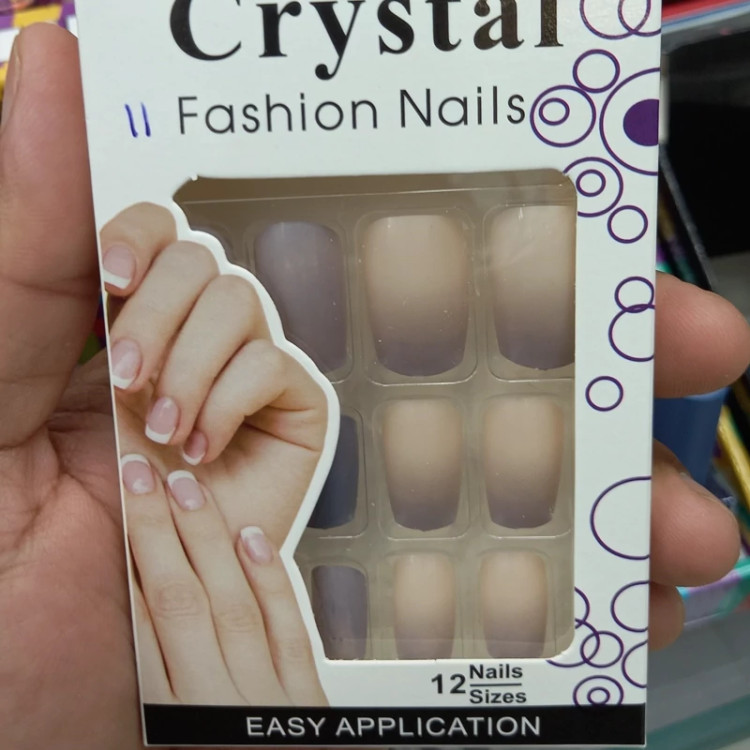 Crystal
11 Fashion Nails
12 Nails
Sizes
EASY APPLICATION